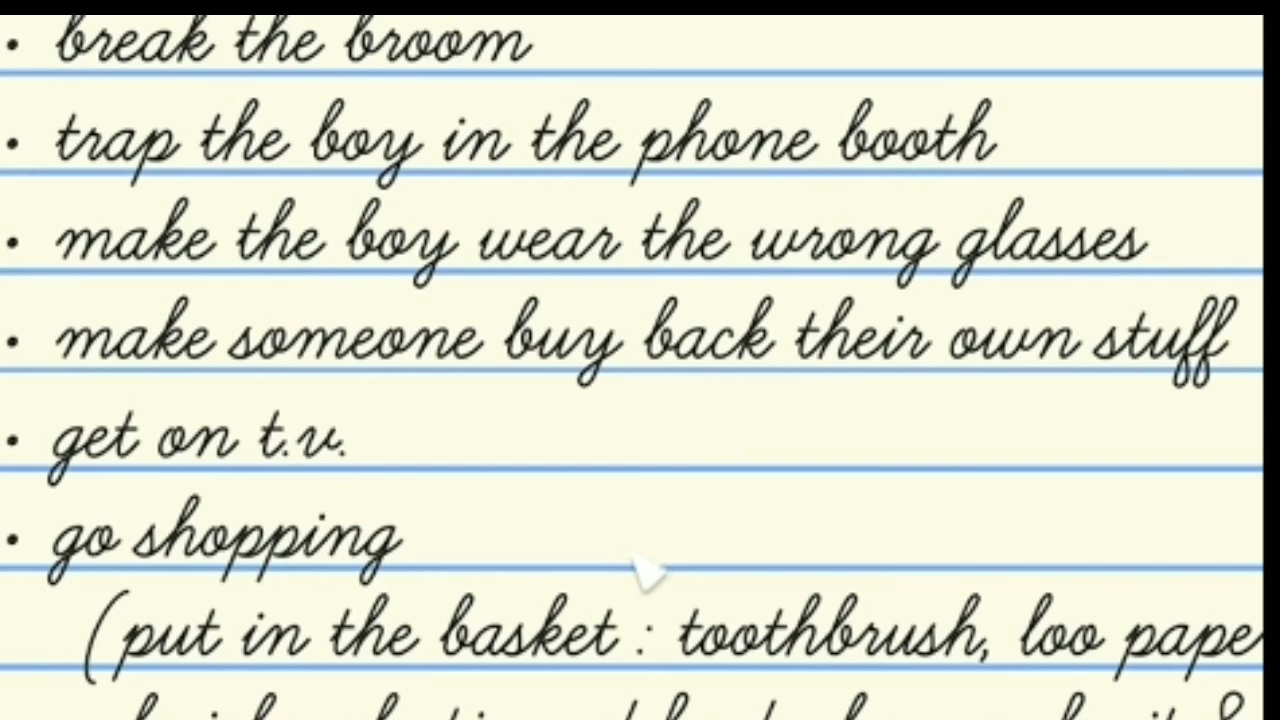 • break the broom
• trap the boy in the phone booth
• make the boy wear the wrong glasses
• make someone buy back their own stuff
• get on t.v.
• go shopping
(put in the basket : toothbrush, loo pape